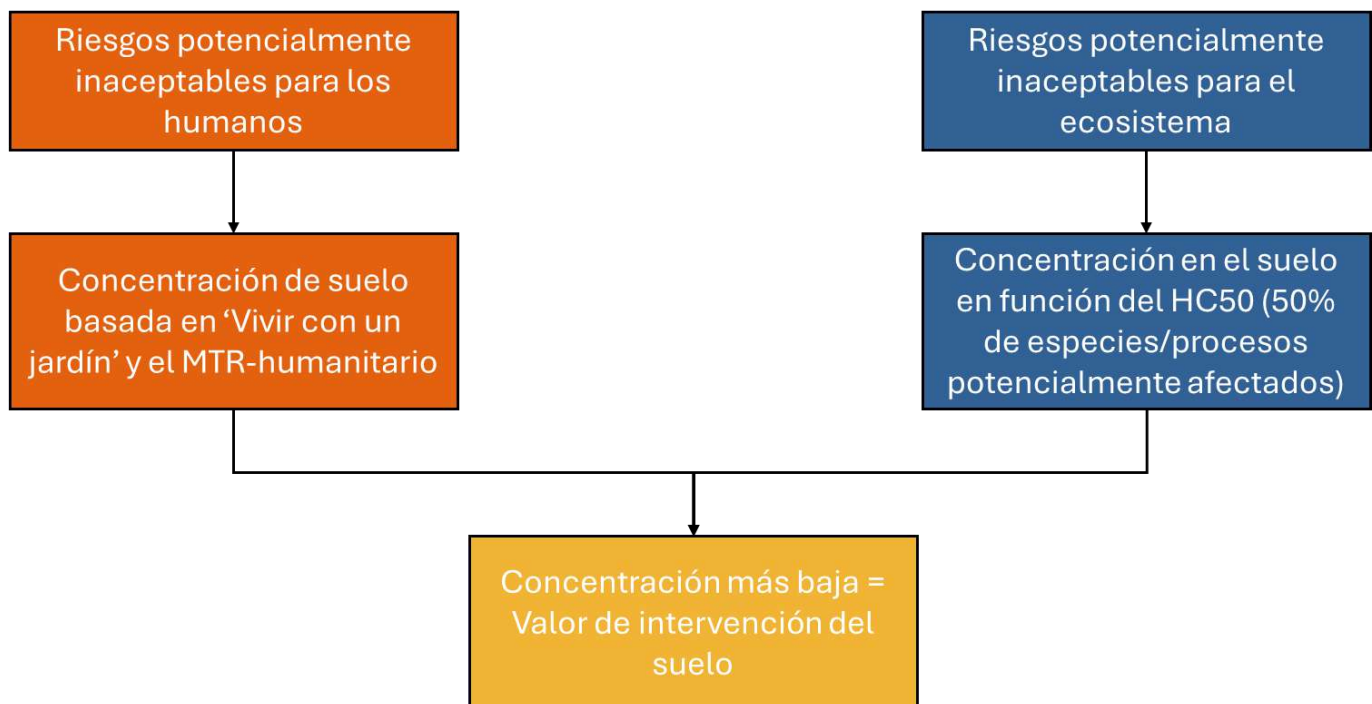 Riesgos potencialmente
inaceptables para los
humanos
Riesgos potencialmente
inaceptables para el
ecosistema
Concentración de suelo
basada en ‘Vivir con un
jardín’ y el MTR-humanitario
Concentración en el suelo
en función del HC50 (50%
de especies/procesos
potencialmente afectados)
Concentración más baja =
Valor de intervención del
suelo